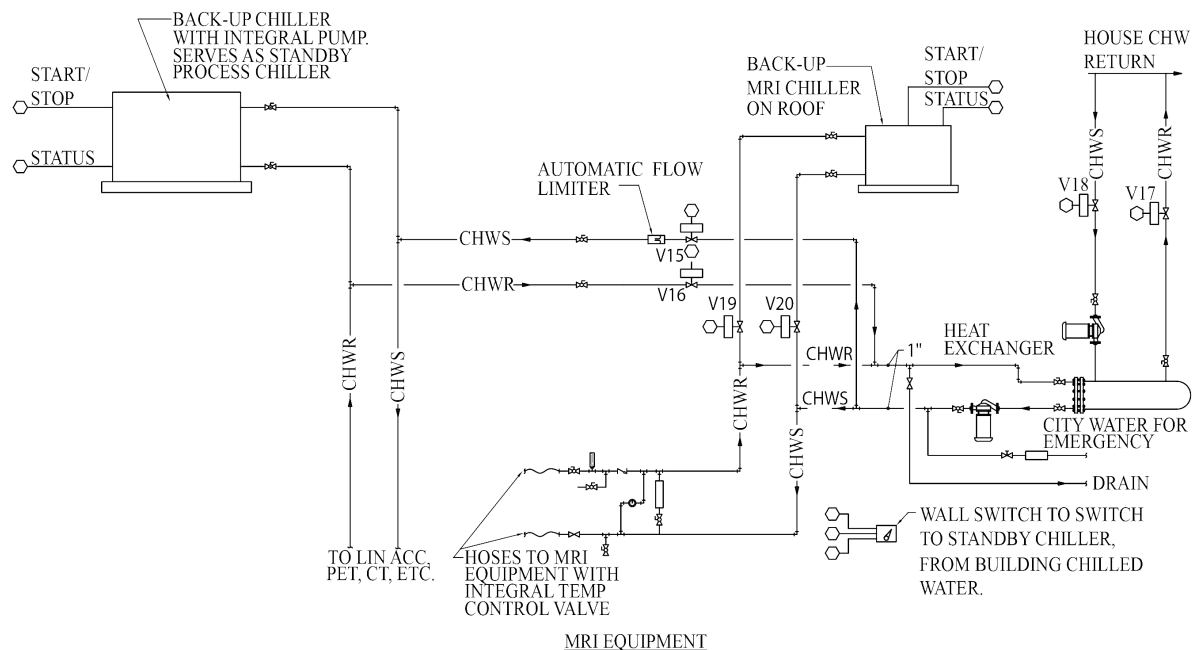 BACK-UP CHILLER
WITH INTEGRAL PUMP.
SERVES AS STANDBY
PROCESS CHILLER
START/
STOP
STATUS
BACK-UP
MRI CHILLER
ON ROOF
START/
STOP
STATUS
HOUSE CHW
RETURN
CHWS
CHWR
V18
V17
AUTOMATIC FLOW
LIMITER
CHWS
V15
CHWR
V16
V19
V20
CHWR
CHWS
CHWR
1"
HEAT
EXCHANGER
CHWR
CHWS
CHWS
CITY WATER FOR
EMERGENCY
DRAIN
WALL SWITCH TO SWITCH
TO STANDBY CHILLER,
FROM BUILDING CHILLED
WATER.
TO LIN ACC,
PET, CT, ETC.
HOSES TO MRI
EQUIPMENT WITH
INTEGRAL TEMP
CONTROL VALVE
MRI EQUIPMENT